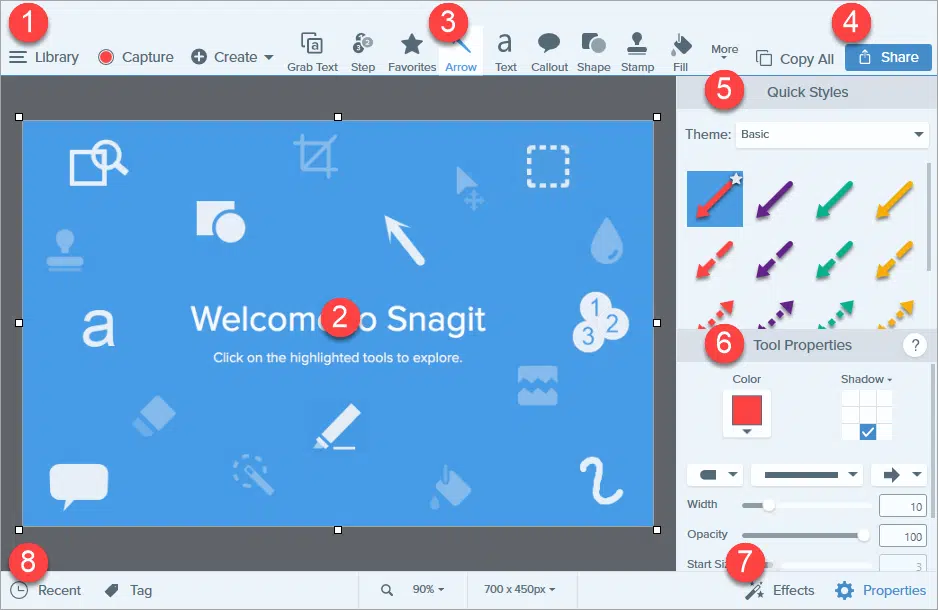 1
3
4
Library
Capture
Create
Grab Text
Step
Favorites
Arrow
Text
Callout
Shape
Stamp
Fill
More
Copy All
Share
5
Quick Styles
Theme:
Basic
a
1
2
3
Welcome to Snagit
2
Click on the highlighted tools to explore.
6
Tool Properties
?
Color
Shadow
Width
10
Opacity
100
Start Siz
3
7
8
Recent
Tag
90%
700 x 450px
Effects
Properties